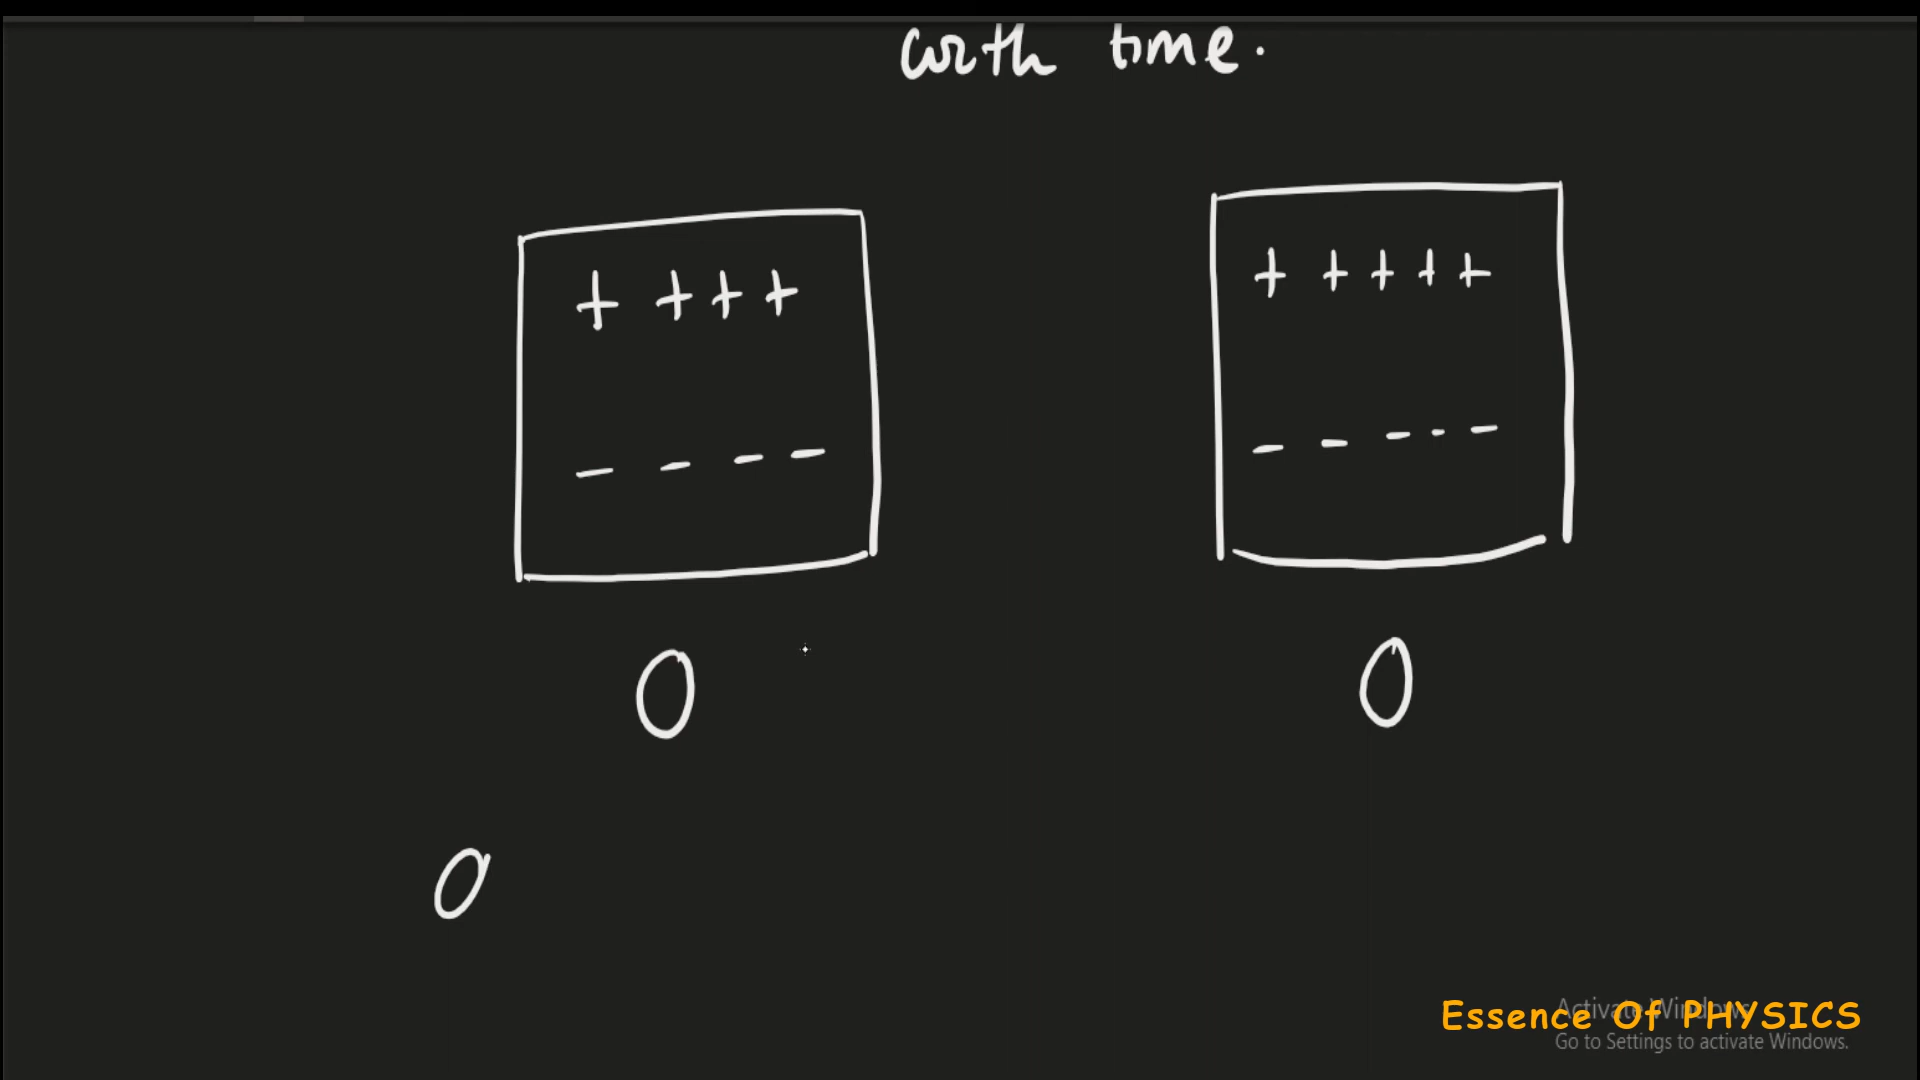 with time.
+ + + +
+ + + + +
- - - -
- - - - -
0
0
0
Essence Of PHYSICS
Activate Windows
Go to Settings to activate Windows.